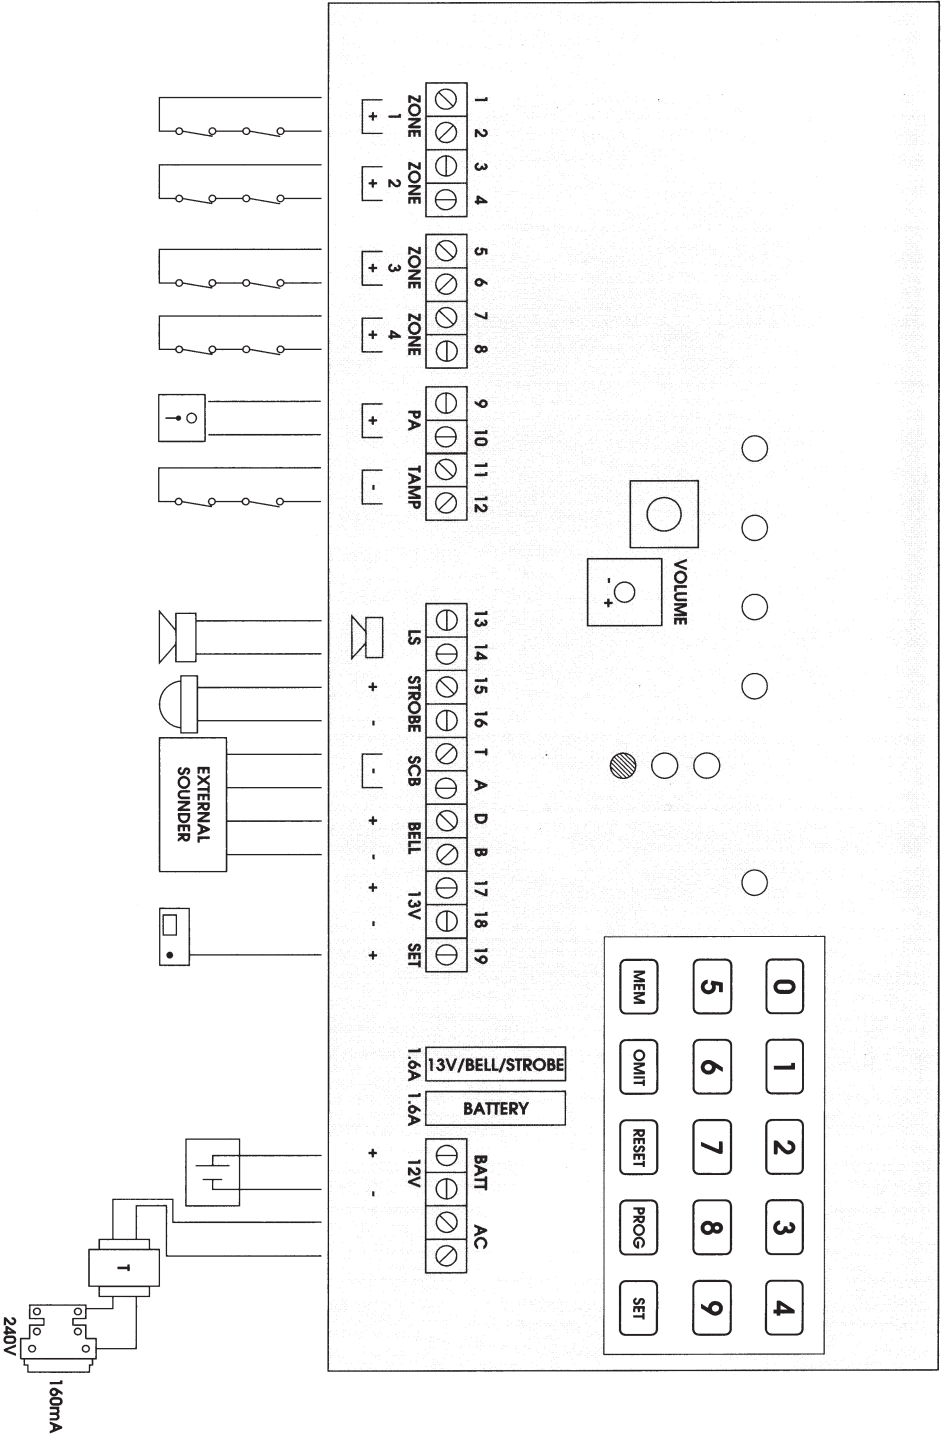 0 1 2 3 4
5 6 7 8 9
VOLUME
MEM OMIT RESET PROG SET
- +
1 2 3 4 5 6 7 8 9 10 11 12 13 14 15 16 T A D B 17 18 19
13V/BELL/STROBE
BATTERY
BATT AC
ZONE ZONE ZONE ZONE PA TAMP LS STROBE SCB BELL 13V SET 1.6A 1.6A 12V
1 2 3 4
+ + + + + - + - - + - + - + + -
EXTERNAL
SOUNDER
T
160mA
240V